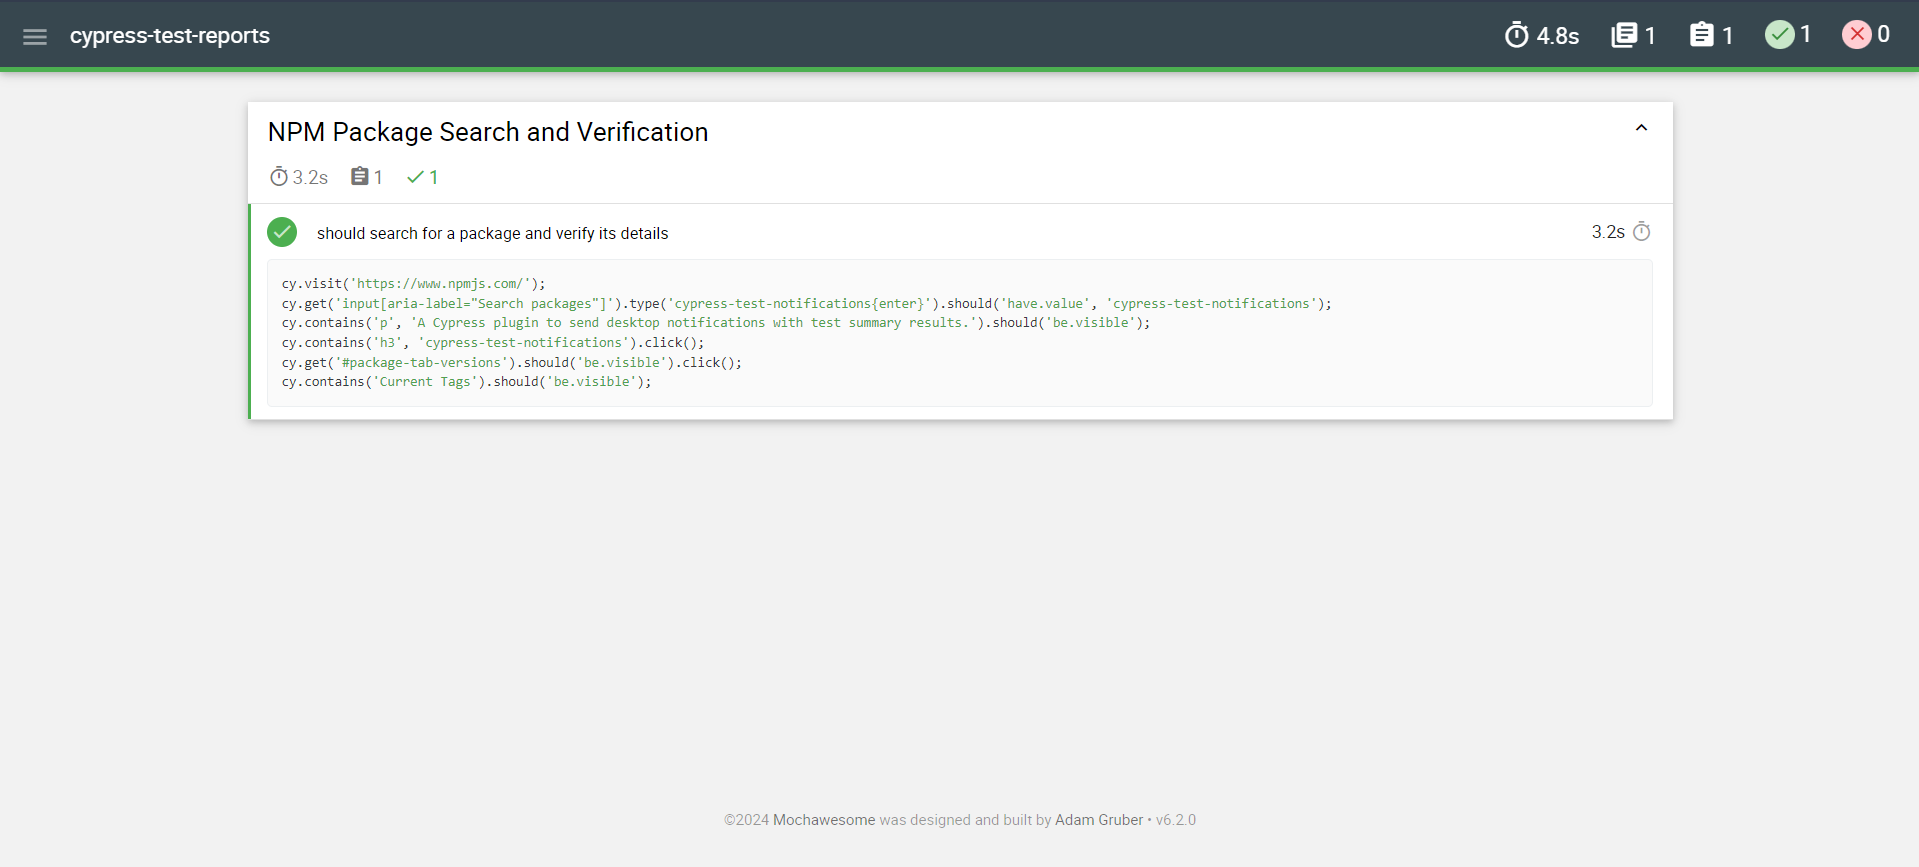 cypress-test-reports
4.8s 1 1 1 0
NPM Package Search and Verification
3.2s 1 1
should search for a package and verify its details
3.2s
cy.visit('https://www.npmjs.com/');
cy.get('input[aria-label="Search packages"]').type('cypress-test-notifications{enter}').should('have.value', 'cypress-test-notifications');
cy.contains('p', 'A Cypress plugin to send desktop notifications with test summary results.').should('be.visible');
cy.contains('h3', 'cypress-test-notifications').click();
cy.get('#package-tab-versions').should('be.visible').click();
cy.contains('Current Tags').should('be.visible');
©2024 Mochawesome was designed and built by Adam Gruber • v6.2.0